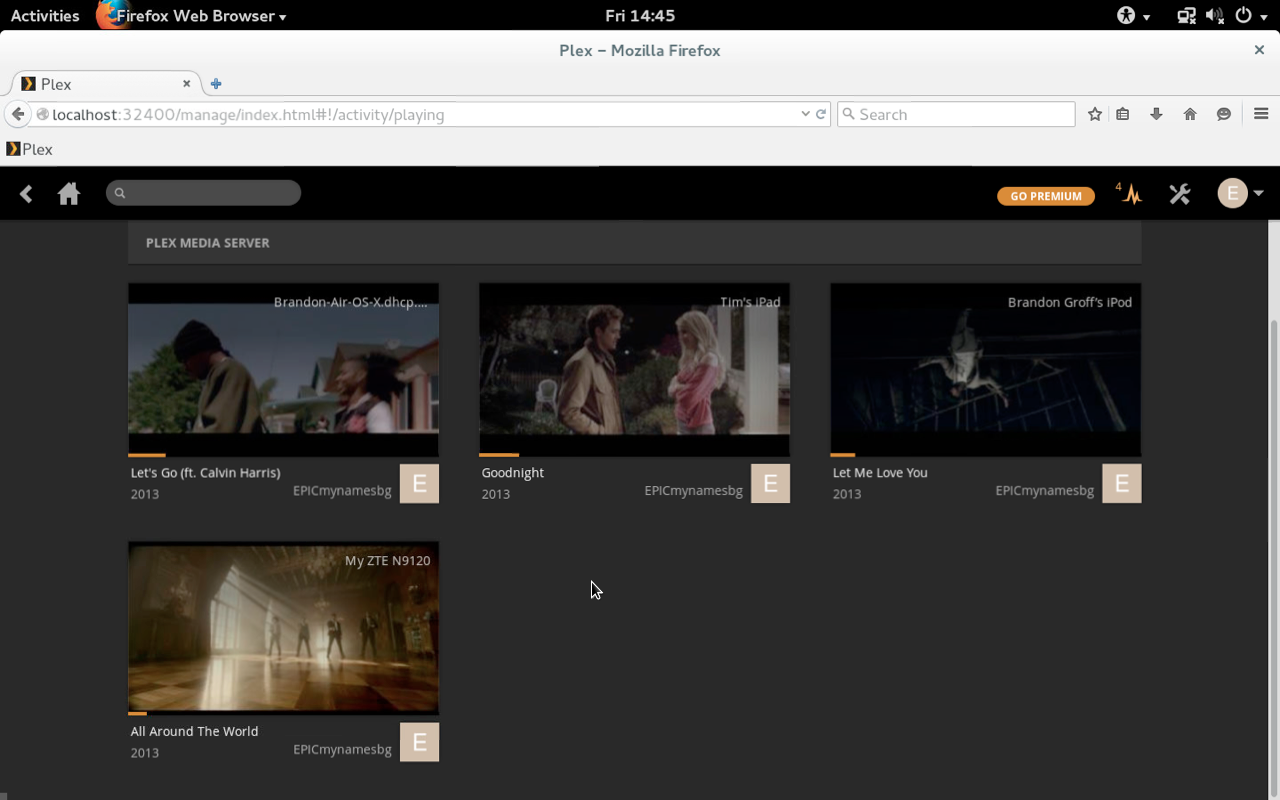 Activities Firefox Web Browser Fri 14:45
Plex – Mozilla Firefox
Plex
localhost:32400/manage/index.html#!/activity/playing Search
Plex
GO PREMIUM 4 E
PLEX MEDIA SERVER
Brandon-Air-OS-X.dhcp.... Tim's iPad Brandon Groff's iPod
Let's Go (ft. Calvin Harris) Goodnight Let Me Love You
2013 EPICmynamesbg E 2013 EPICmynamesbg E 2013 EPICmynamesbg E
My ZTE N9120
All Around The World
2013 EPICmynamesbg E